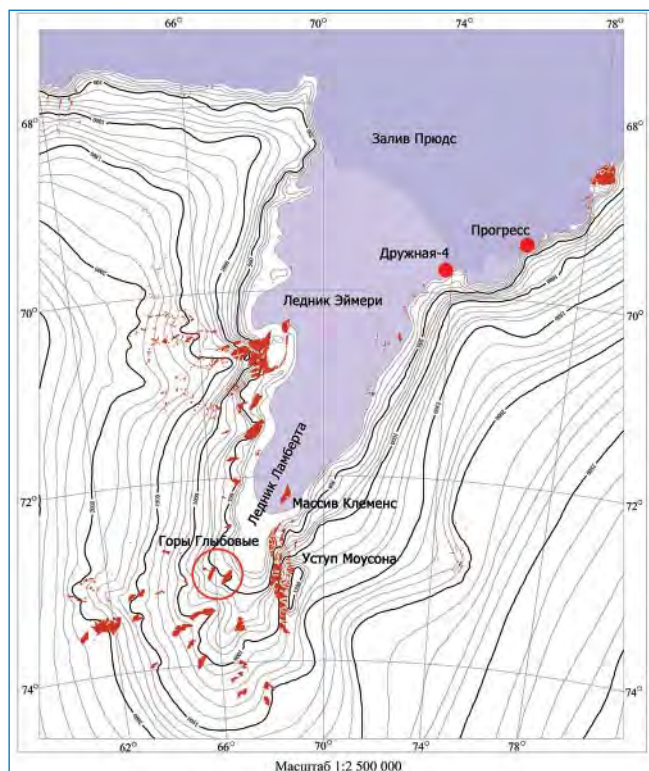 66° 70° 74° 78°
68° 68°
Залив Прюдс
Прогресс
Дружная-4
Ледник Эймери
70° 70°
Ледник Ламберта
72° 72°
Массив Клеменс
Горы Глыбовые
Уступ Моусона
74° 74°
62° 66° 70° 74° 78°
Масштаб 1:2 500 000